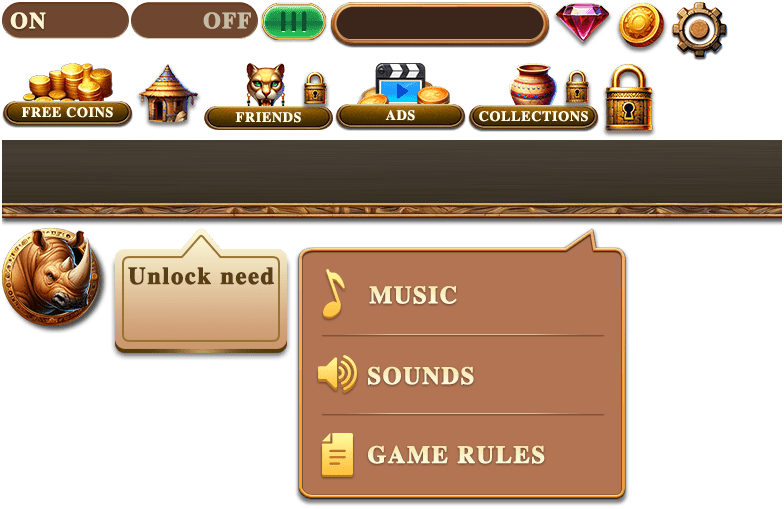 ON
OFF
FREE COINS
FRIENDS
ADS
COLLECTIONS
Unlock need
MUSIC
SOUNDS
GAME RULES